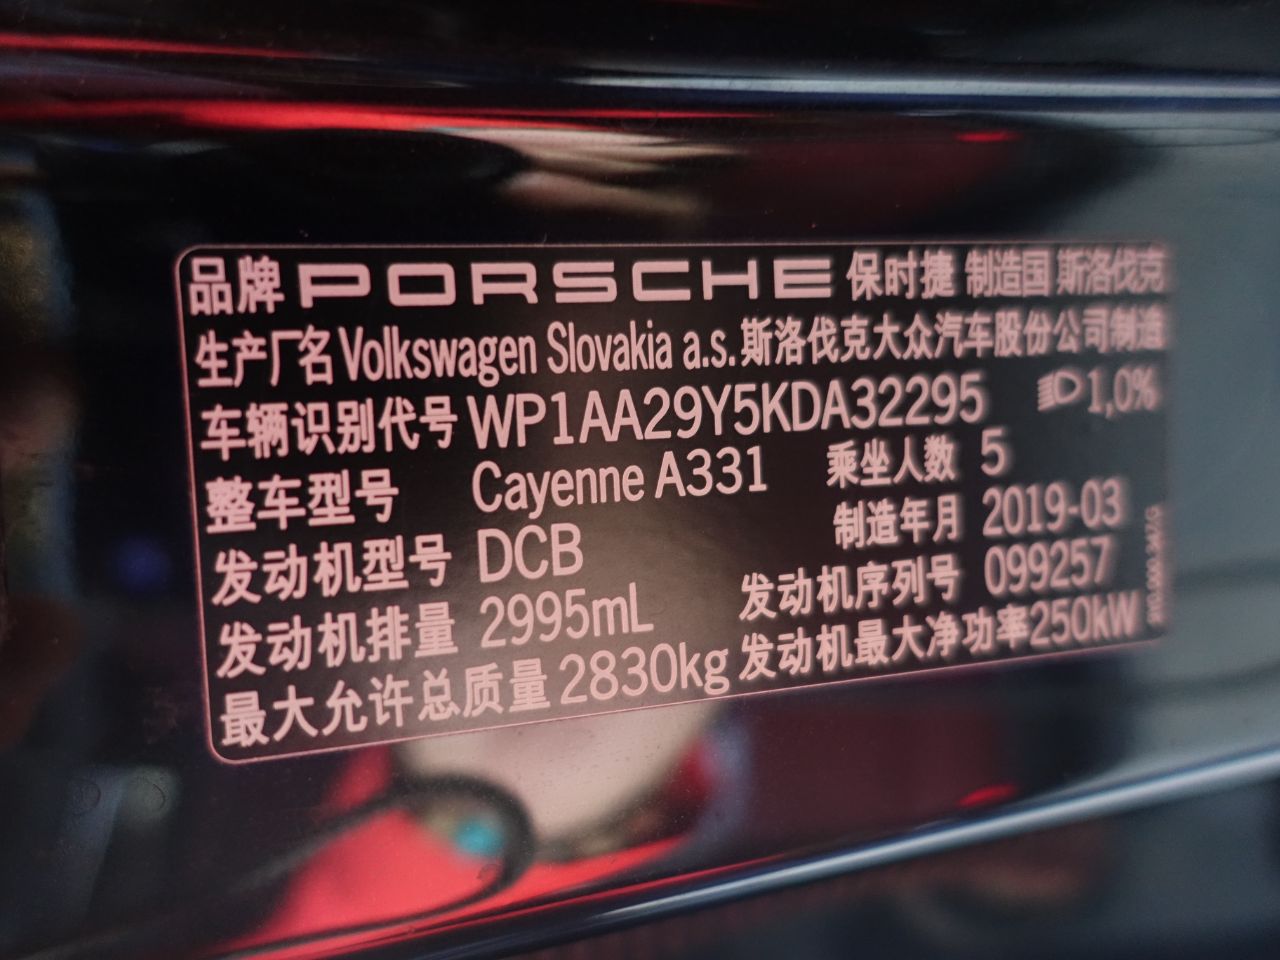 品牌 PORSCHE 保时捷 制造国 斯洛伐克
生产厂名 Volkswagen Slovakia a.s. 斯洛伐克大众汽车股份公司制造
车辆识别代号 WP1AA29Y5KDA32295 1,0%
整车型号 Cayenne A331 乘坐人数 5
发动机型号 DCB 制造年月 2019-03
发动机排量 2995mL 发动机序列号 099257
最大允许总质量 2830kg 发动机最大净功率 250kW